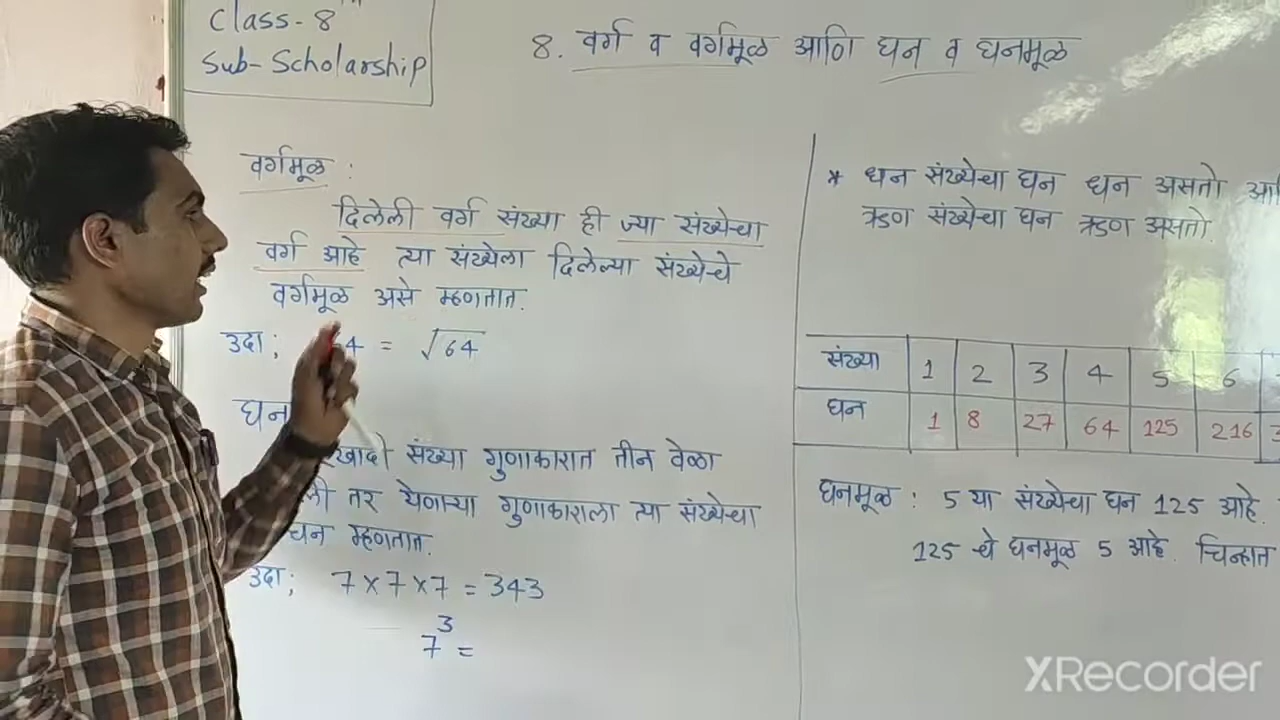 Class-8
Sub-Scholarship
8. वर्ग व वर्गमूळ आणि घन व घनमूळ
वर्गमूळ :
दिलेली वर्ग संख्या ही ज्या संख्येचा
वर्ग आहे त्या संख्येला दिलेल्या संख्येचे
वर्गमूळ असे म्हणतात.
उदा; 4 = √64
घन
संख्या गुणाकारात तीन वेळा
तर येणाऱ्या गुणाकाराला त्या संख्येचा
घन म्हणतात.
उदा; 7×7×7 = 343
7³ =
* धन संख्येचा घन धन असतो
ऋण संख्येचा घन ऋण असतो.
संख्या 1 2 3 4 5 6
घन 1 8 27 64 125 216
घनमूळ : 5 या संख्येचा घन 125 आहे.
125 चे घनमूळ 5 आहे. चिन्हात
XRecorder